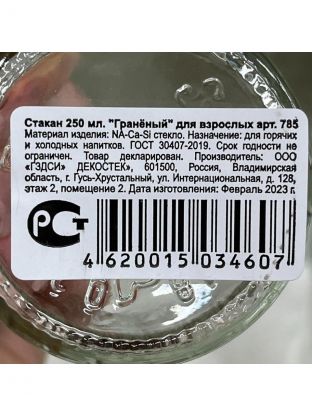 Стакан 250 мл. "Гранёный" для взрослых арт. 785
Материал изделия: NA-Ca-Si стекло. Назначение: для горячих
и холодных напитков. ГОСТ 30407-2019. Срок годности не
ограничен. Товар декларирован. Производитель: ООО
«ГЗДСИ ДЕКОСТЕК», 601500, Россия, Владимирская
область, г. Гусь-Хрустальный, ул. Интернациональная, д. 128,
этаж 2, помещение 2. Дата изготовления: Февраль 2023 г.
РСТ
4 620015 034607